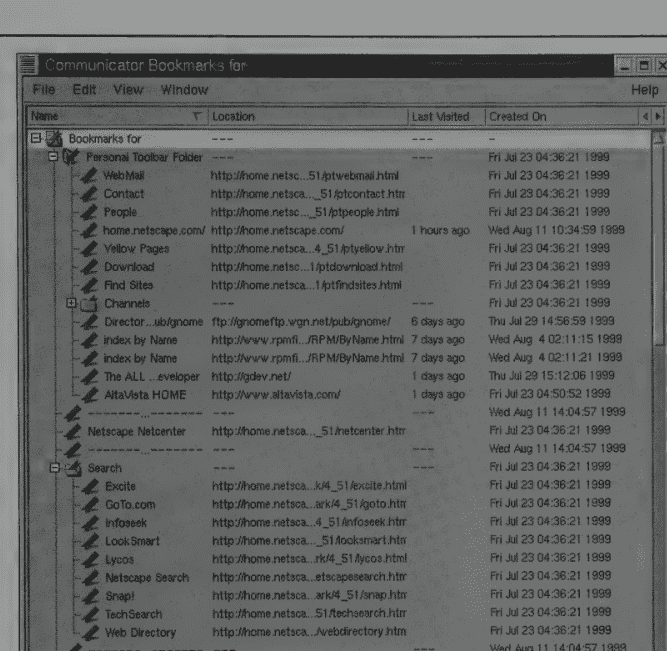 Communicator Bookmarks for
File Edit View Window Help
Name Location Last Visited Created On
Bookmarks for --- --- -
Personal Toolbar Folder --- --- Fri Jul 23 04:36:21 1999
WebMail http://home.netsc...51/ptwebmail.html Fri Jul 23 04:36:21 1999
Contact http://home.netsca..._51/ptcontact.htm Fri Jul 23 04:36:21 1999
People http://home.netsc..._51/ptpeople.html Fri Jul 23 04:36:21 1999
home.netscape.com/ http://home.netscape.com/ 1 hours ago Wed Aug 11 10:34:59 1999
Yellow Pages http://home.netsca...4_51/ptyellow.htm Fri Jul 23 04:36:21 1999
Download http://home.netsc...1/ptdownload.html Fri Jul 23 04:36:21 1999
Find Sites http://home.netsca...1/ptfindsites.html Fri Jul 23 04:36:21 1999
Channels --- --- Fri Jul 23 04:36:21 1999
Director...ub/gnome ftp://gnomeftp.wgn.net/pub/gnome/ 6 days ago Thu Jul 29 14:56:59 1999
index by Name http://www.rpmfi.../RPM/ByName.html 7 days ago Wed Aug 4 02:11:15 1999
index by Name http://www.rpmfi.../RPM/ByName.html 7 days ago Wed Aug 4 02:11:21 1999
The ALL ...eveloper http://gdev.net/ 1 days ago Thu Jul 29 15:12:06 1999
AltaVista HOME http://www.altavista.com/ 1 days ago Fri Jul 23 04:50:52 1999
-------...------- --- --- Wed Aug 11 14:04:57 1999
Netscape Netcenter http://home.netsca..._51/netcenter.htm Fri Jul 23 04:36:21 1999
-------...------- --- --- Wed Aug 11 14:04:57 1999
Search --- --- Fri Jul 23 04:36:21 1999
Excite http://home.netsca...k/4_51/excite.html Fri Jul 23 04:36:21 1999
GoTo.com http://home.netsca...ark/4_51/goto.htm Fri Jul 23 04:36:21 1999
Infoseek http://home.netsca...4_51/infoseek.htm Fri Jul 23 04:36:21 1999
LookSmart http://home.netsca..._51/looksmart.htm Fri Jul 23 04:36:21 1999
Lycos http://home.netsca...rk/4_51/lycos.html Fri Jul 23 04:36:21 1999
Netscape Search http://home.netsca...etscapesearch.htm Fri Jul 23 04:36:21 1999
Snap! http://home.netsca...ark/4_51/snap.htm Fri Jul 23 04:36:21 1999
TechSearch http://home.netsca...51/techsearch.htm Fri Jul 23 04:36:21 1999
Web Directory http://home.netsca.../webdirectory.htm Fri Jul 23 04:36:21 1999
-------...------- --- --- Wed Aug 11 14:04:57 1999